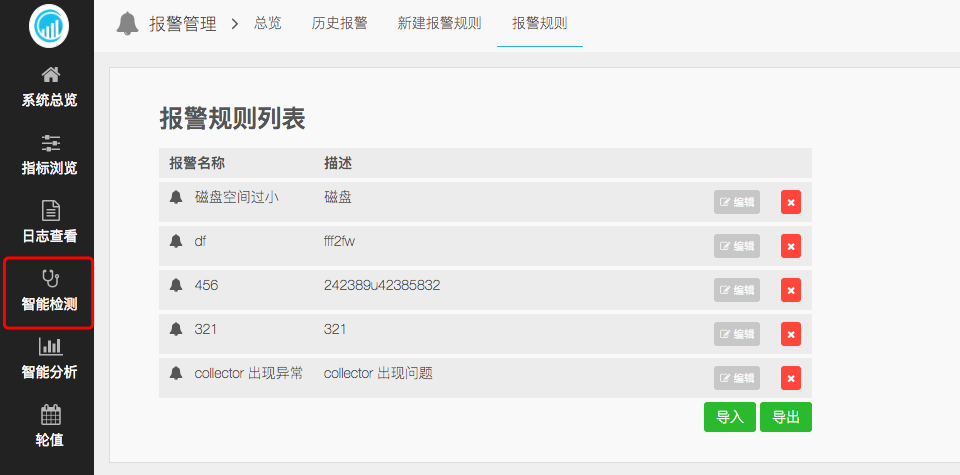 报警管理 总览 历史报警 新建报警规则 报警规则
系统总览
指标浏览
日志查看
智能检测
智能分析
轮值
报警规则列表
报警名称 描述
磁盘空间过小 磁盘 编辑
df fff2fw 编辑
456 242389u42385832 编辑
321 321 编辑
collector 出现异常 collector 出现问题 编辑
导入 导出